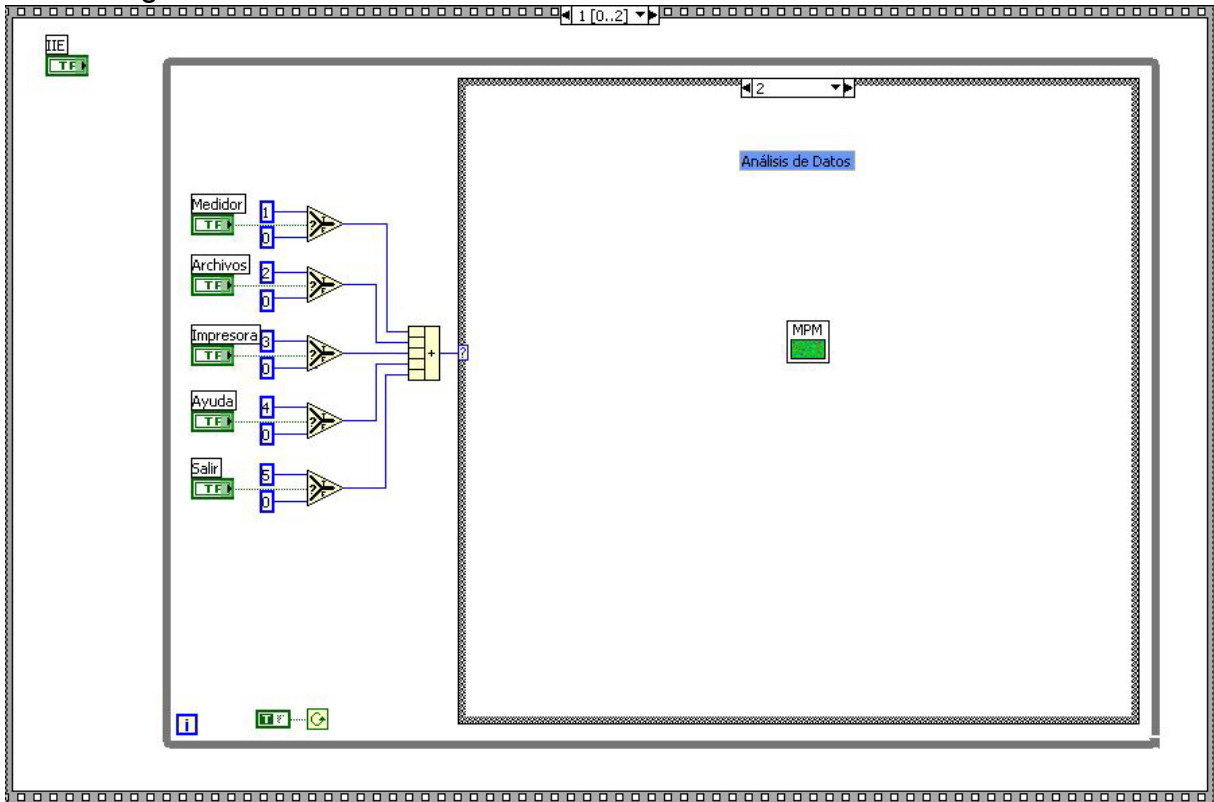 1 [0..2]
IIE
TF
2
Análisis de Datos
Medidor
TF
1
0
?
T
F
Archivos
TF
2
0
?
T
F
Impresora
TF
3
0
?
T
F
Ayuda
TF
4
0
?
T
F
Salir
TF
5
0
?
T
F
+
?
MPM
i
T F